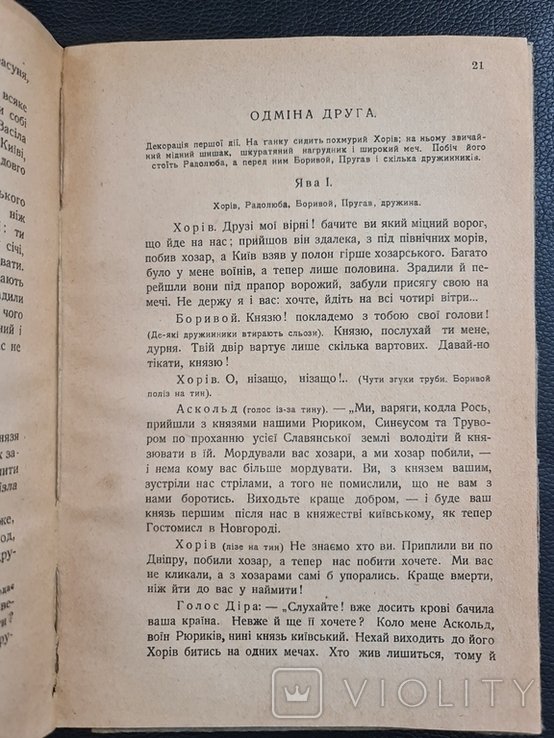 21
ОДМІНА ДРУГА.
Декорація першої дії. На ганку сидить похмурий Хорів; на ньому звичай-
ний мідний шишак, шкуратяний нагрудник і широкий меч. Побіч його
стоїть Радолюба, а перед ним Боривой, Пругав і скілька дружинників.
Ява I.
Хорів, Радолюба, Боривой, Пругав, дружина.
Хорів. Друзі мої вірні! бачите ви який міцний ворог,
що йде на нас; прийшов він здалека, з під північних морів,
побив хозар, а Київ взяв у полон гірше хозарського. Багато
було у мене воїнів, а тепер лише половина. Зрадили й пе-
рейшли вони під прапор ворожий, забули присягу свою на
мечі. Не держу я і вас: хочте, йдіть на всі чотирі вітри...
Боривой. Князю! покладемо з тобою свої голови!
(Де-які дружинники втирають сльози). Князю, послухай ти мене,
дурня. Твій двір вартує лише скілька вартових. Давай-но
тікати, князю!
Хорів. О, нізащо, нізащо!.. (Чути згуки труби. Боривой
поліз на тин).
Аскольд (голос із-за тину). — „Ми, варяги, кодла Рось,
прийшли з князями нашими Рюриком, Синєусом та Труво-
ром по проханню усієї Славянської землі володіти й кня-
зювати в їй. Мордували вас хозари, а ми хозар побили, —
і нема кому вас більше мордувати. Ви, з князем вашим,
зустріли нас стрілами, а того не помислили, що не вам з
нами боротись. Виходьте краще добром, — і буде ваш
князь першим після нас в княжестві київському, як тепер
Гостомисл в Новгороді.
Хорів (лізе на тин) Не знаємо хто ви. Приплили ви по
Дніпру, побили хозар, а тепер нас побити хочете. Ми вас
не кликали, а з хозарами самі б упорались. Краще вмерти,
ніж йти до вас у наймити!
Голос Діра: — „Слухайте! вже досить крові бачила
ваша країна. Невже й ще її хочете? Коло мене Аскольд,
воїн Рюриків, нині князь київський. Нехай виходить до його
Хорів битись на одних мечах. Хто жив лишиться, тому й
VIOLITY